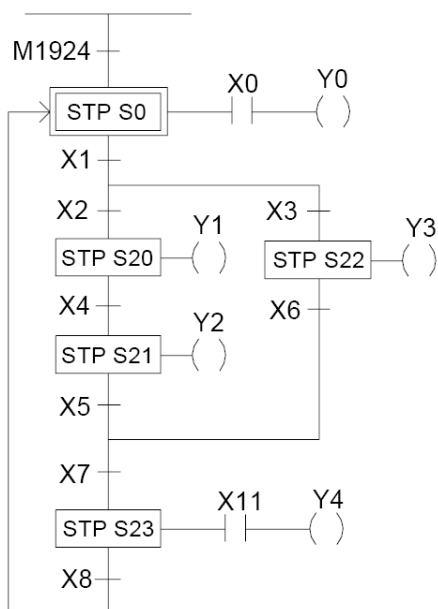 M1924
STP S0
X0
Y0
X1
X2
X3
STP S20
Y1
STP S22
Y3
X4
X6
STP S21
Y2
X5
X7
STP S23
X11
Y4
X8